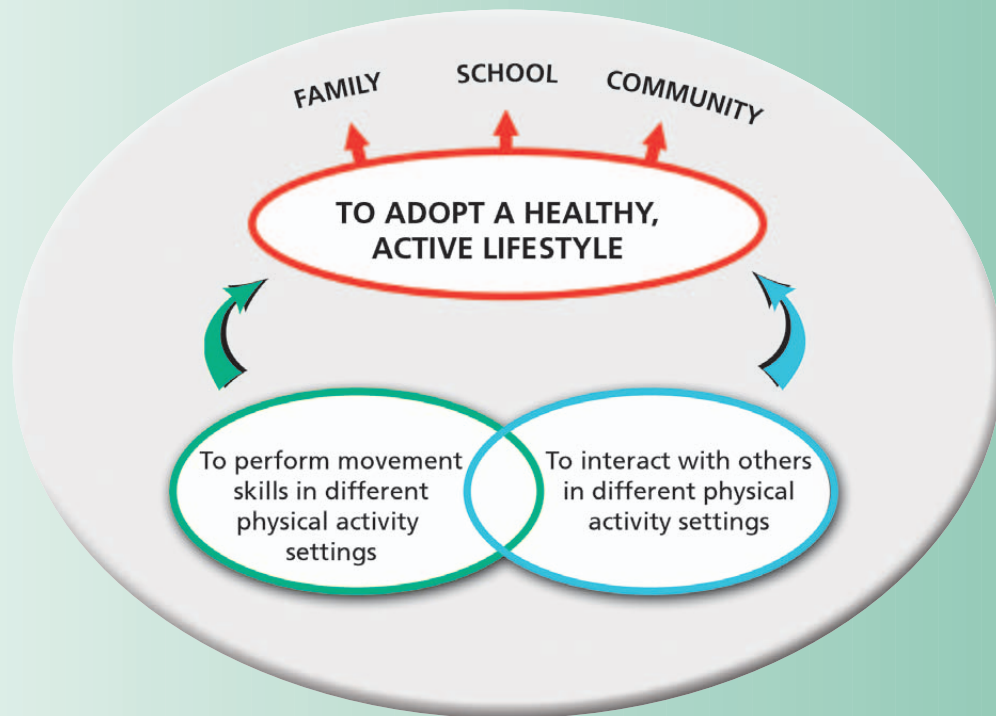 FAMILY
SCHOOL
COMMUNITY
TO ADOPT A HEALTHY,
ACTIVE LIFESTYLE
To perform movement
skills in different
physical activity
settings
To interact with others
in different physical
activity settings